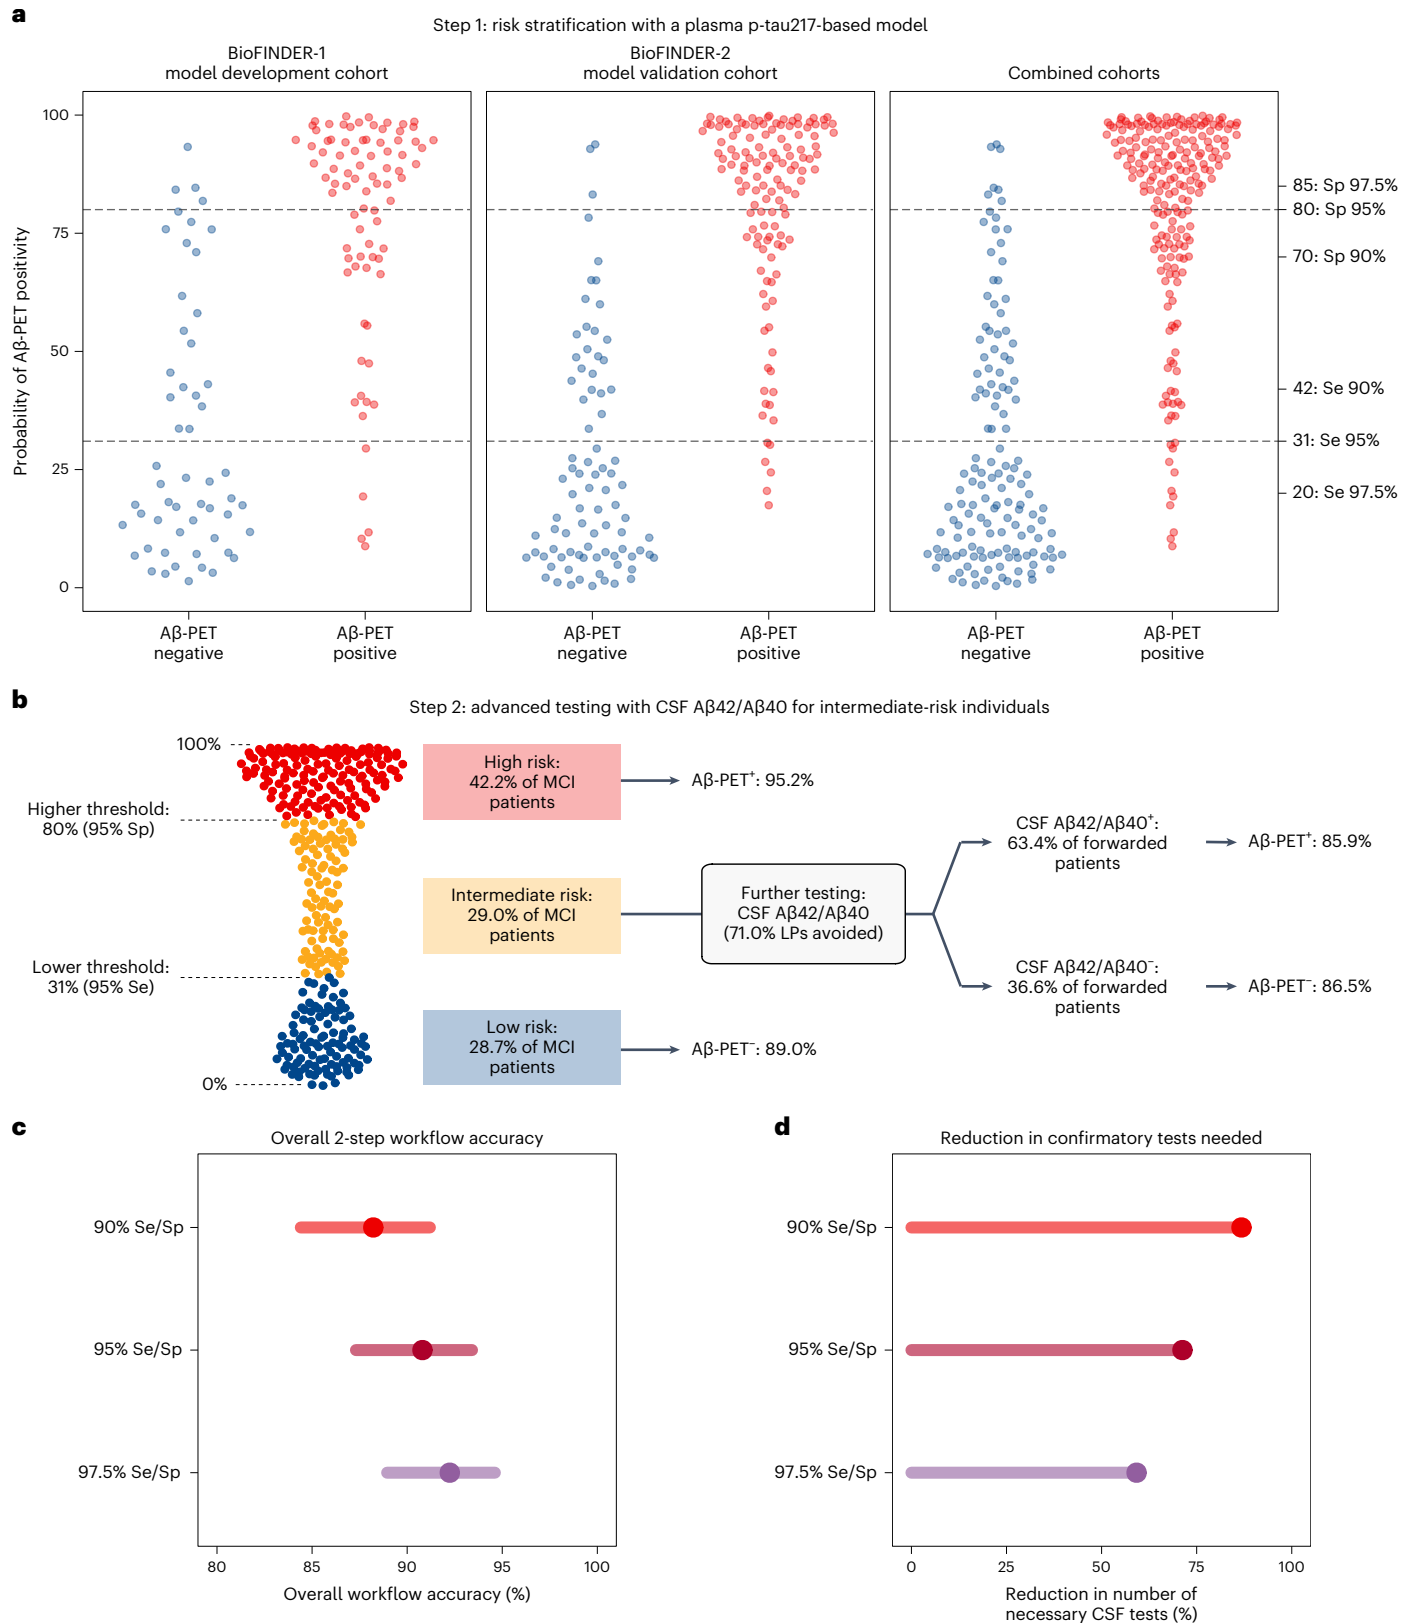 a
Step 1: risk stratification with a plasma p-tau217-based model
BioFINDER-1
model development cohort
BioFINDER-2
model validation cohort
Combined cohorts
Probability of Aβ-PET positivity
100
75
50
25
0
85: Sp 97.5%
80: Sp 95%
70: Sp 90%
42: Se 90%
31: Se 95%
20: Se 97.5%
Aβ-PET
negative
Aβ-PET
positive
Aβ-PET
negative
Aβ-PET
positive
Aβ-PET
negative
Aβ-PET
positive
b
Step 2: advanced testing with CSF Aβ42/Aβ40 for intermediate-risk individuals
100%
Higher threshold:
80% (95% Sp)
Lower threshold:
31% (95% Se)
0%
High risk:
42.2% of MCI
patients
Aβ-PET⁺: 95.2%
Intermediate risk:
29.0% of MCI
patients
Further testing:
CSF Aβ42/Aβ40
(71.0% LPs avoided)
CSF Aβ42/Aβ40⁺:
63.4% of forwarded
patients
Aβ-PET⁺: 85.9%
CSF Aβ42/Aβ40⁻:
36.6% of forwarded
patients
Aβ-PET⁻: 86.5%
Low risk:
28.7% of MCI
patients
Aβ-PET⁻: 89.0%
c
Overall 2-step workflow accuracy
90% Se/Sp
95% Se/Sp
97.5% Se/Sp
80 85 90 95 100
Overall workflow accuracy (%)
d
Reduction in confirmatory tests needed
90% Se/Sp
95% Se/Sp
97.5% Se/Sp
0 25 50 75 100
Reduction in number of
necessary CSF tests (%)